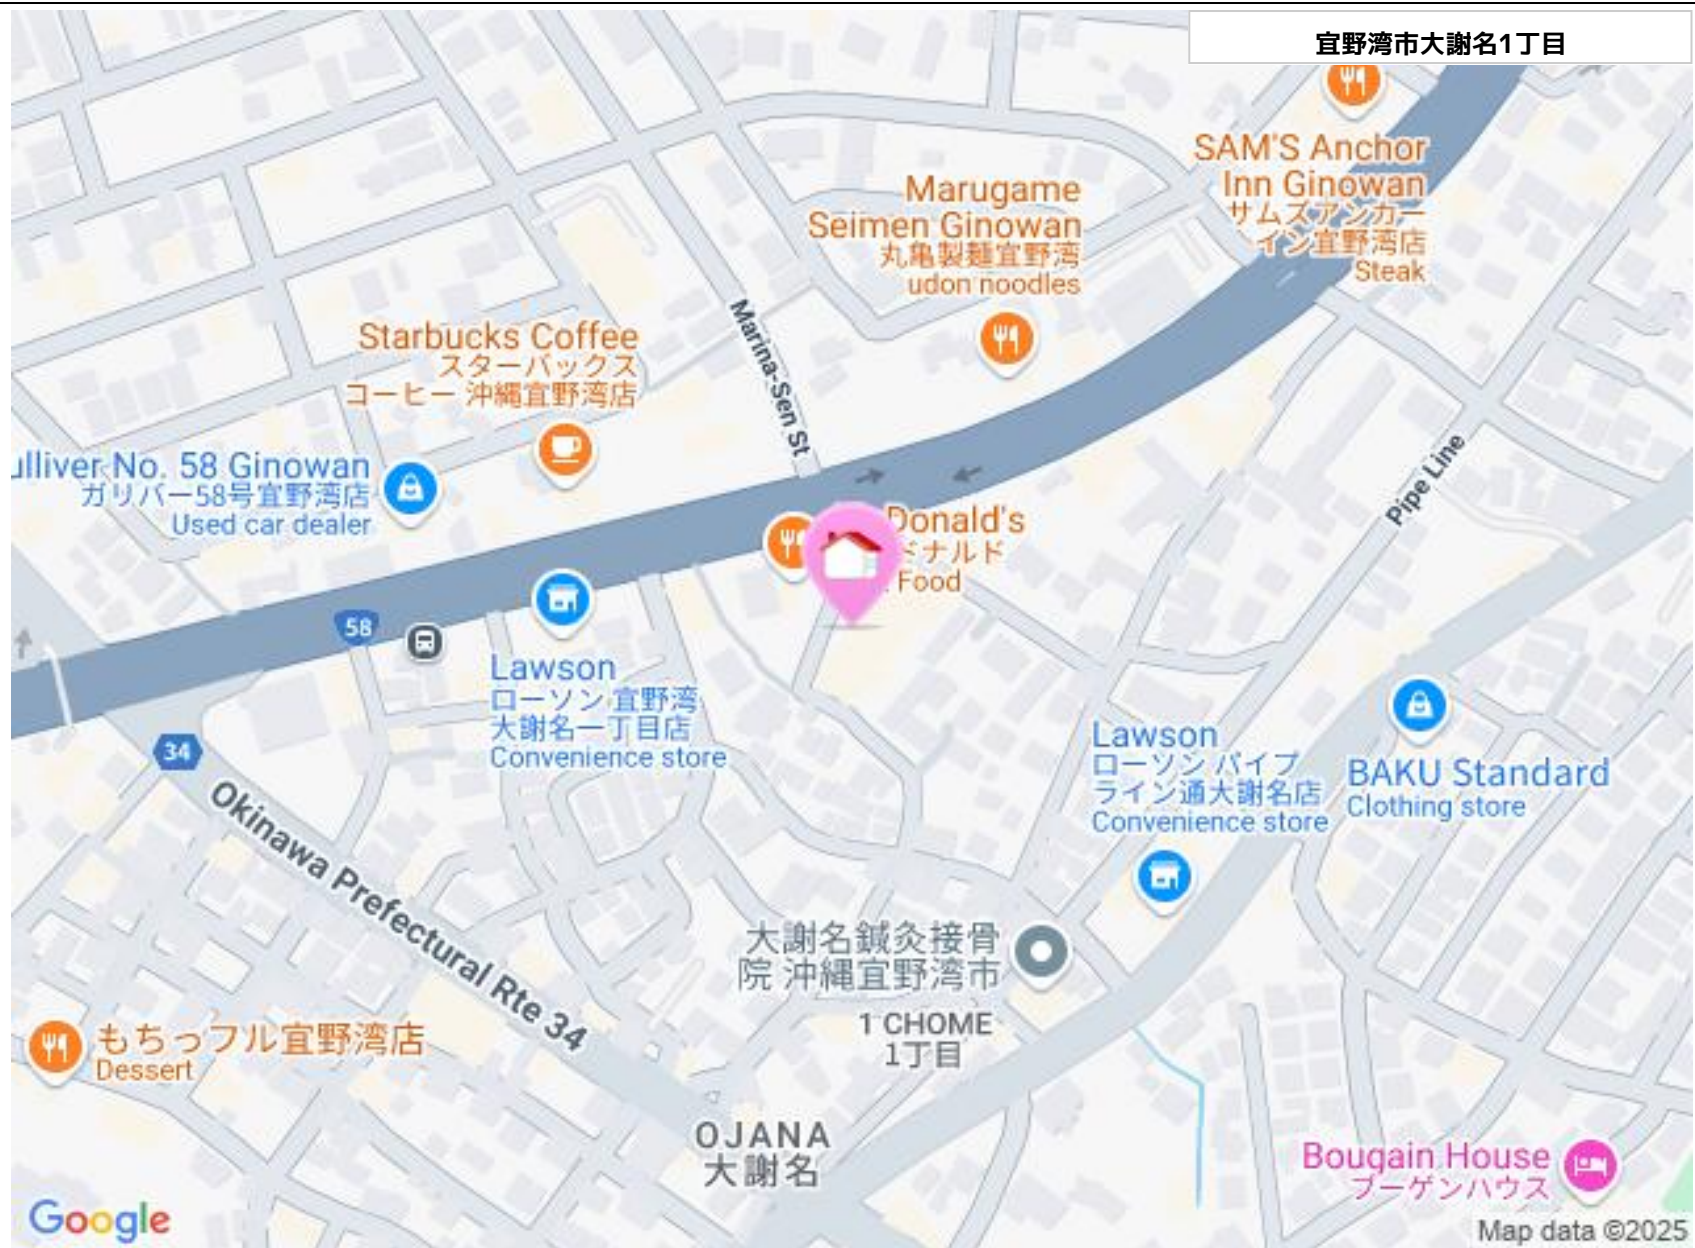 宜野湾市大謝名1丁目
SAM'S Anchor
Inn Ginowan
サムズアンカー
イン宜野湾店
Steak
Marugame
Seimen Ginowan
丸亀製麺宜野湾
udon noodles
Marina-Sen St
Starbucks Coffee
スターバックス
コーヒー 沖縄宜野湾店
ulliver No. 58 Ginowan
ガリバー58号宜野湾店
Used car dealer
Donald's
ドナルド
Food
Pipe Line
58
Lawson
ローソン 宜野湾
大謝名一丁目店
Convenience store
34
Okinawa Prefectural Rte 34
Lawson
ローソン パイプ
ライン通大謝名店
Convenience store
BAKU Standard
Clothing store
大謝名鍼灸接骨
院 沖縄宜野湾市
1 CHOME
1丁目
もちっフル宜野湾店
Dessert
OJANA
大謝名
Bougain House
ブーゲンハウス
Google
Map data ©2025